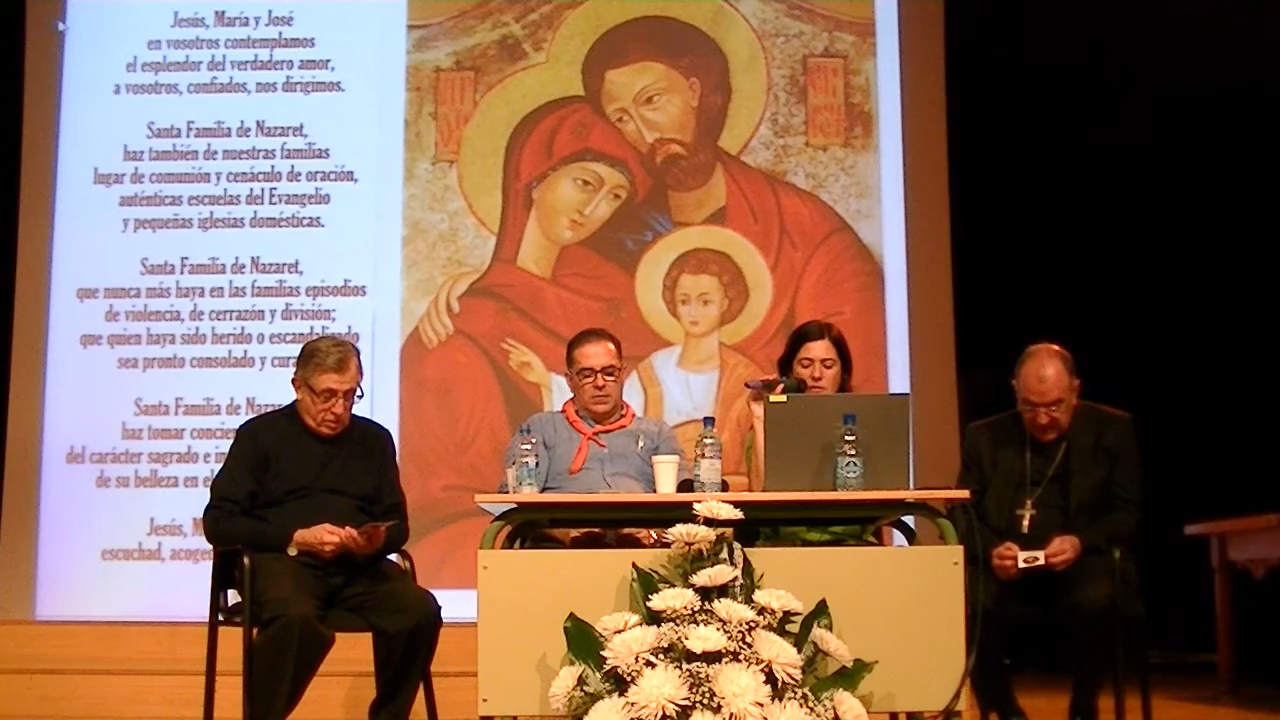 Jesús, María y José
en vosotros contemplamos
el esplendor del verdadero amor,
a vosotros, confiados, nos dirigimos.
Santa Familia de Nazaret,
haz también de nuestras familias
lugar de comunión y cenáculo de oración,
auténticas escuelas del Evangelio
y pequeñas iglesias domésticas.
Santa Familia de Nazaret,
que nunca más haya en las familias episodios
de violencia, de cerrazón y división;
que quien haya sido herido o escandalizado
sea pronto consolado y
Santa Familia de
haz tomar
del carácter sagrado e
de su belleza en
Jesús,
escuchad,